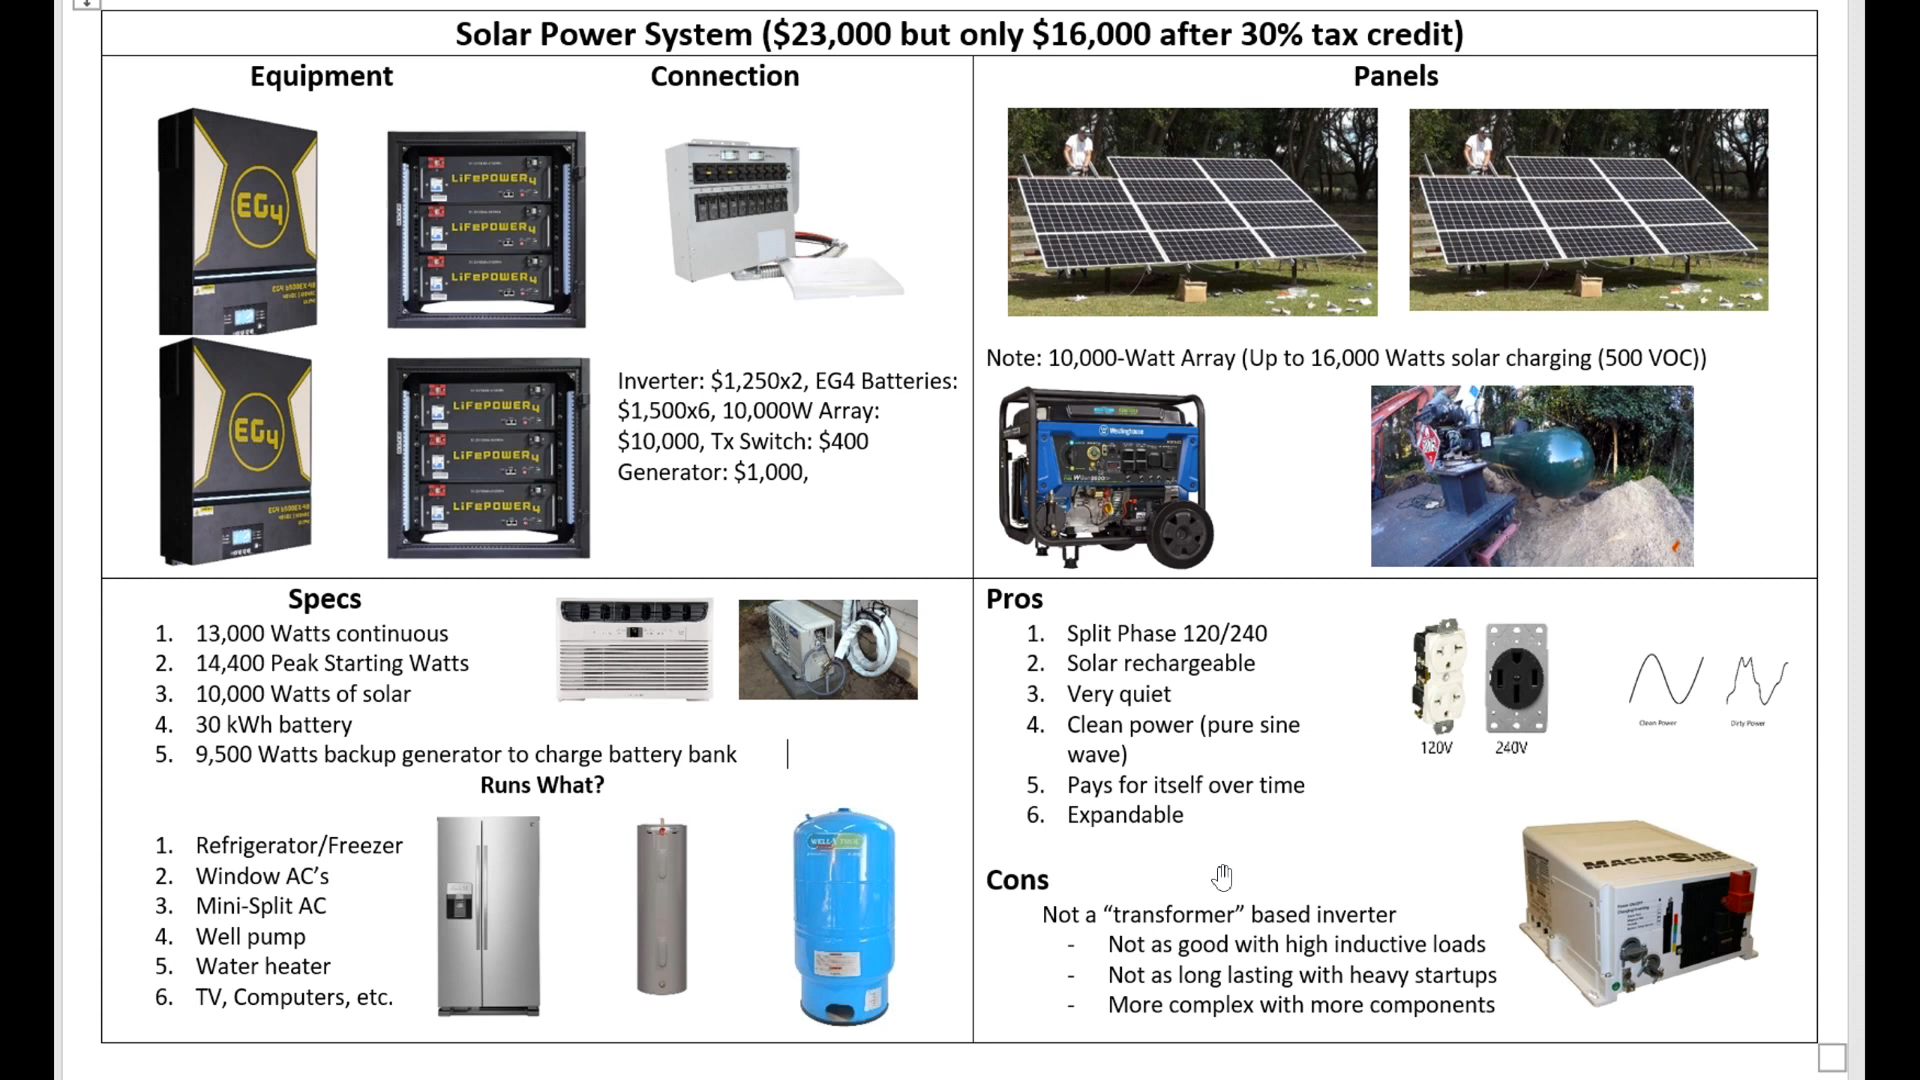 Solar Power System ($23,000 but only $16,000 after 30% tax credit)
Equipment
Connection
EG4
LiFePOWER4
LiFePOWER4
LiFePOWER4
EG4
LiFePOWER4
LiFePOWER4
LiFePOWER4
Inverter: $1,250x2, EG4 Batteries:
$1,500x6, 10,000W Array:
$10,000, Tx Switch: $400
Generator: $1,000,
Panels
Note: 10,000-Watt Array (Up to 16,000 Watts solar charging (500 VOC))
Westinghouse
Specs
1. 13,000 Watts continuous
2. 14,400 Peak Starting Watts
3. 10,000 Watts of solar
4. 30 kWh battery
5. 9,500 Watts backup generator to charge battery bank
Runs What?
1. Refrigerator/Freezer
2. Window AC’s
3. Mini-Split AC
4. Well pump
5. Water heater
6. TV, Computers, etc.
WELL-X-TROL
Pros
1. Split Phase 120/240
2. Solar rechargeable
3. Very quiet
4. Clean power (pure sine
wave)
5. Pays for itself over time
6. Expandable
120V
240V
Clean Power
Dirty Power
Cons
Not a “transformer” based inverter
- Not as good with high inductive loads
- Not as long lasting with heavy startups
- More complex with more components
MAGNASINE